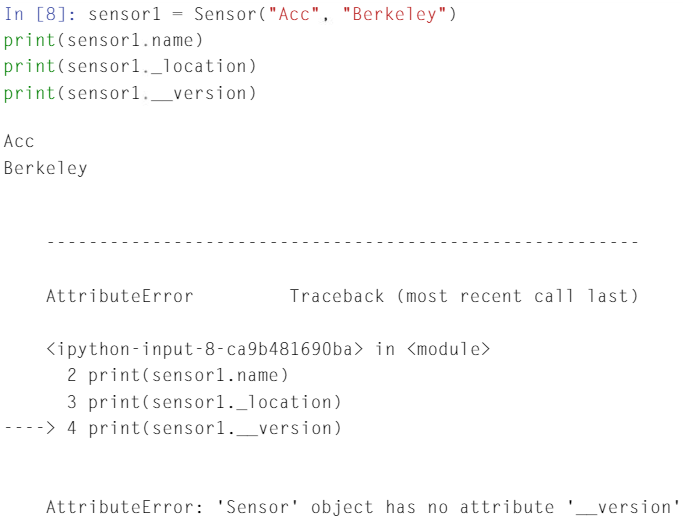 In [8]: sensor1 = Sensor("Acc", "Berkeley")
print(sensor1.name)
print(sensor1._location)
print(sensor1.__version)
Acc
Berkeley
--------------------------------------------------------
AttributeError Traceback (most recent call last)
<ipython-input-8-ca9b481690ba> in <module>
2 print(sensor1.name)
3 print(sensor1._location)
----> 4 print(sensor1.__version)
AttributeError: 'Sensor' object has no attribute '__version'